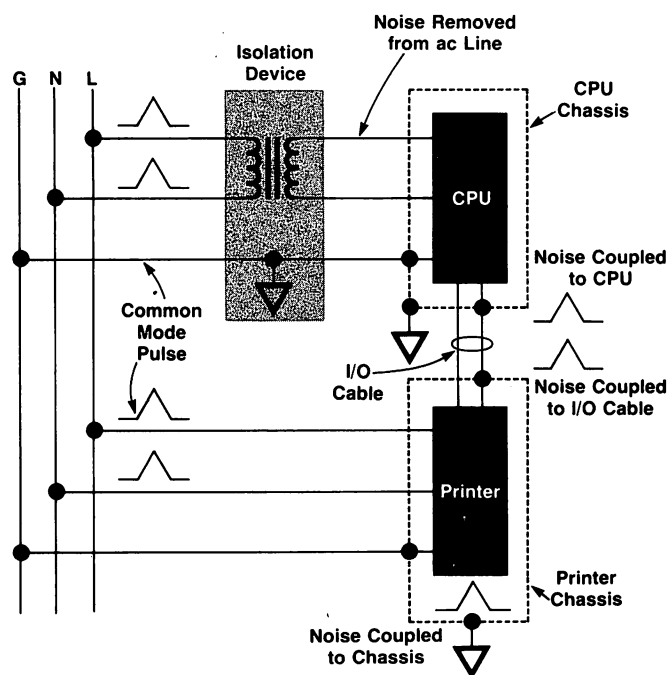 Noise Removed
from ac Line
Isolation
Device
G N L
CPU
Chassis
CPU
Noise Coupled
to CPU
Common
Mode
Pulse
I/O
Cable
Noise Coupled
to I/O Cable
Printer
Printer
Chassis
Noise Coupled
to Chassis